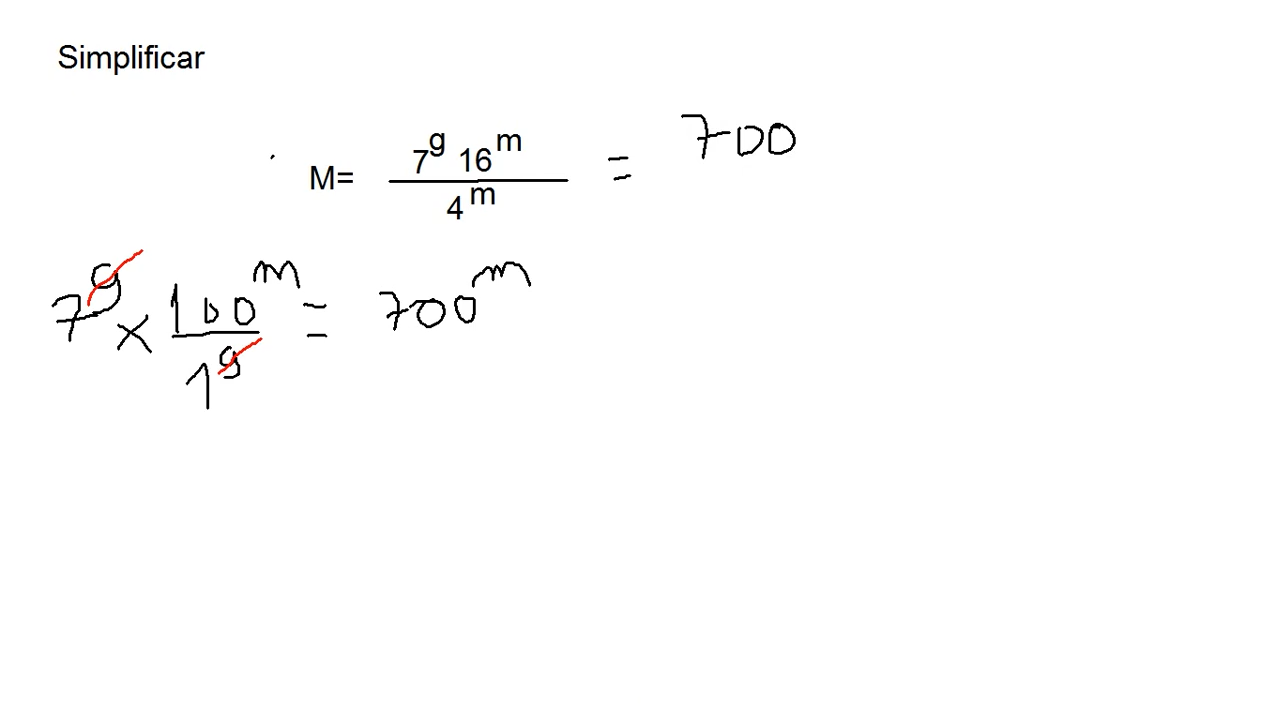 Simplificar
M= 7^g 16^m / 4^m = 700
7^g x 100^m / 1^g = 700^m